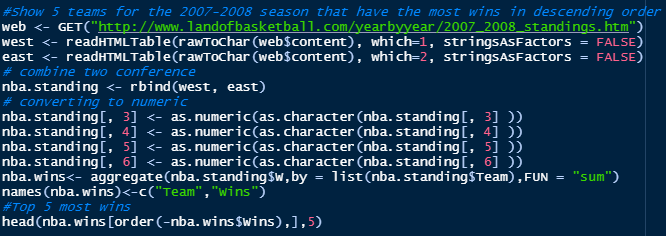 #Show 5 teams for the 2007-2008 season that have the most wins in descending order
web <- GET("http://www.landofbasketball.com/yearbyyear/2007_2008_standings.htm")
west <- readHTMLTable(rawToChar(web$content), which=1, stringsAsFactors = FALSE)
east <- readHTMLTable(rawToChar(web$content), which=2, stringsAsFactors = FALSE)
# combine two conference
nba.standing <- rbind(west, east)
# converting to numeric
nba.standing[, 3] <- as.numeric(as.character(nba.standing[, 3] ))
nba.standing[, 4] <- as.numeric(as.character(nba.standing[, 4] ))
nba.standing[, 5] <- as.numeric(as.character(nba.standing[, 5] ))
nba.standing[, 6] <- as.numeric(as.character(nba.standing[, 6] ))
nba.wins<- aggregate(nba.standing$W,by = list(nba.standing$Team),FUN = "sum")
names(nba.wins)<-c("Team","Wins")
#Top 5 most wins
head(nba.wins[order(-nba.wins$Wins),],5)